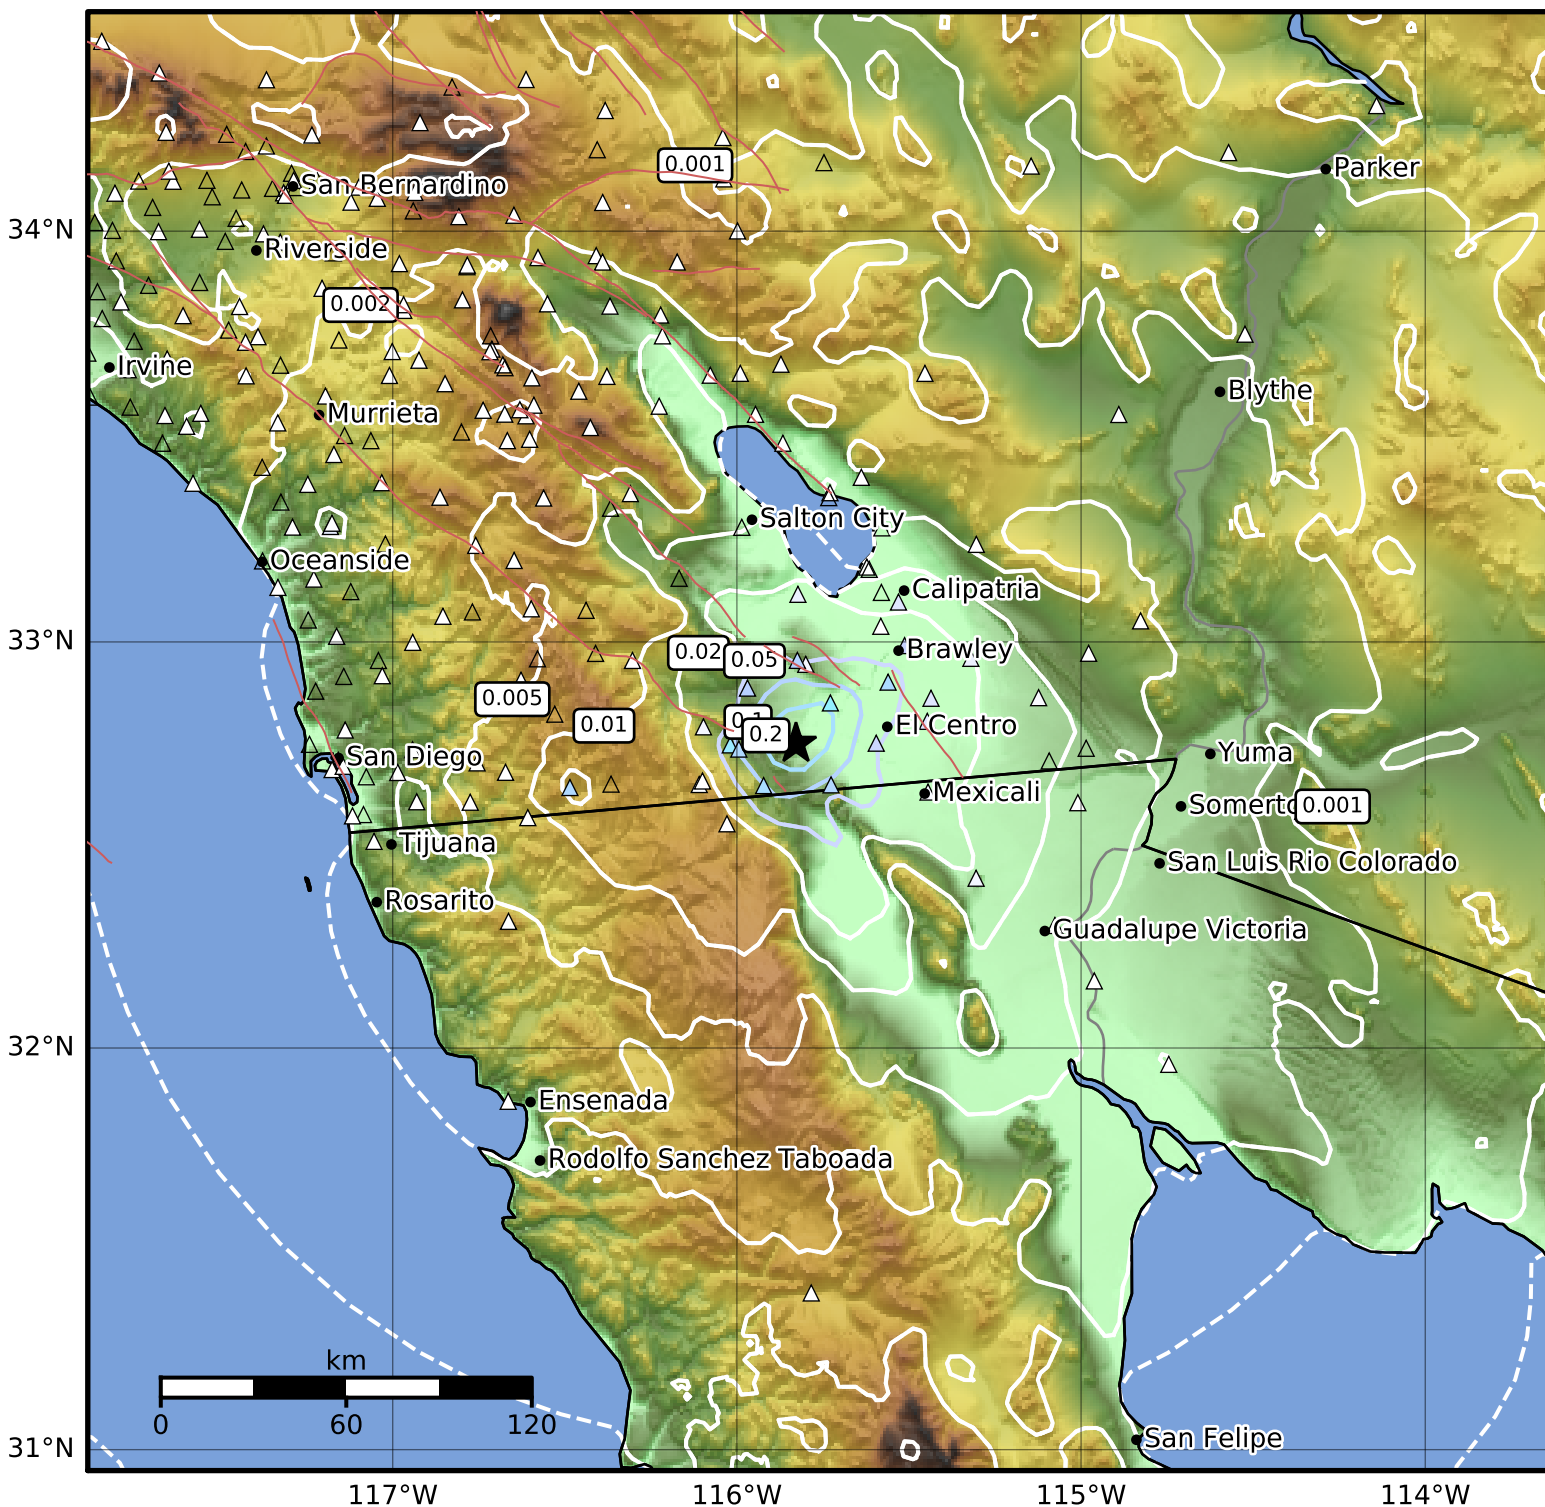 0.001
Parker
San Bernardino
34°N
Riverside
0.002
Irvine
Blythe
Murrieta
Salton City
Oceanside
Calipatria
33°N
0.02
0.05
Brawley
0.005
0.01
0.1
0.2
El Centro
San Diego
Yuma
Mexicali
0.001
Tijuana
San Luis Rio Colorado
Rosarito
Guadalupe Victoria
32°N
Ensenada
Rodolfo Sanchez Taboada
km
0 60 120
San Felipe
31°N
117°W 116°W 115°W 114°W